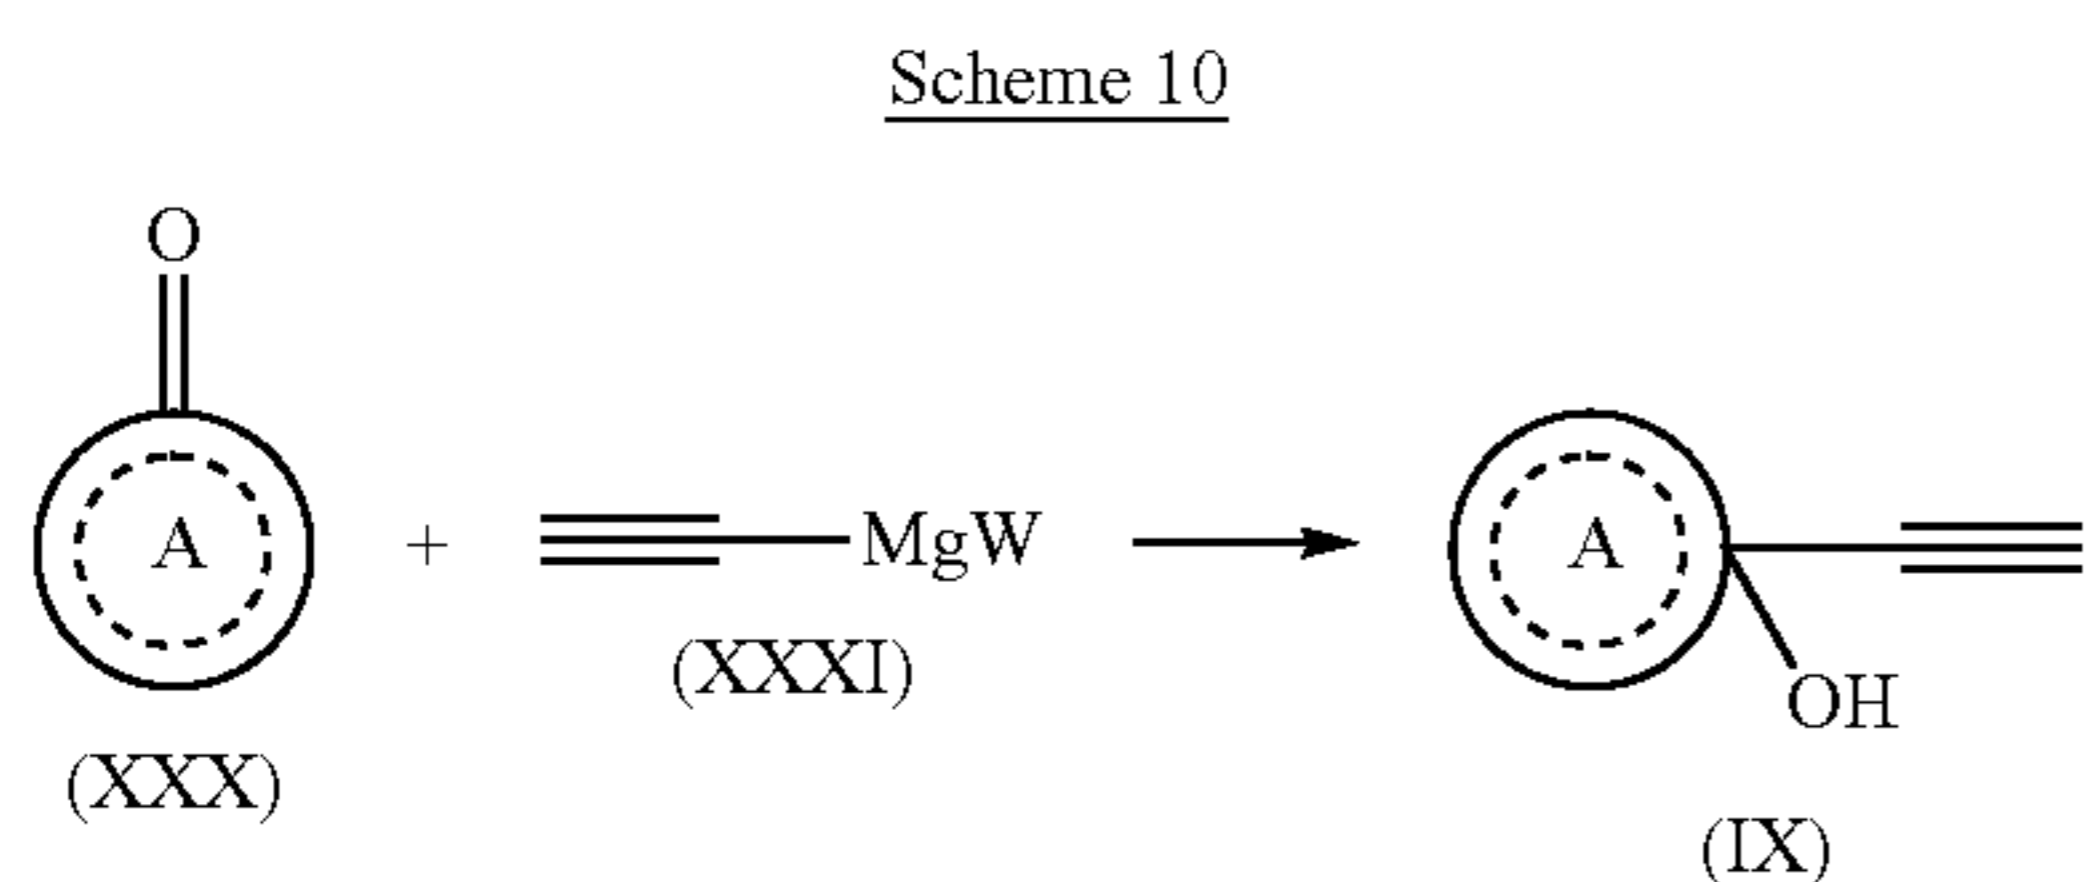 Scheme 10
O
A + MgW A
OH
(XXXI)
(XXX)
(IX)